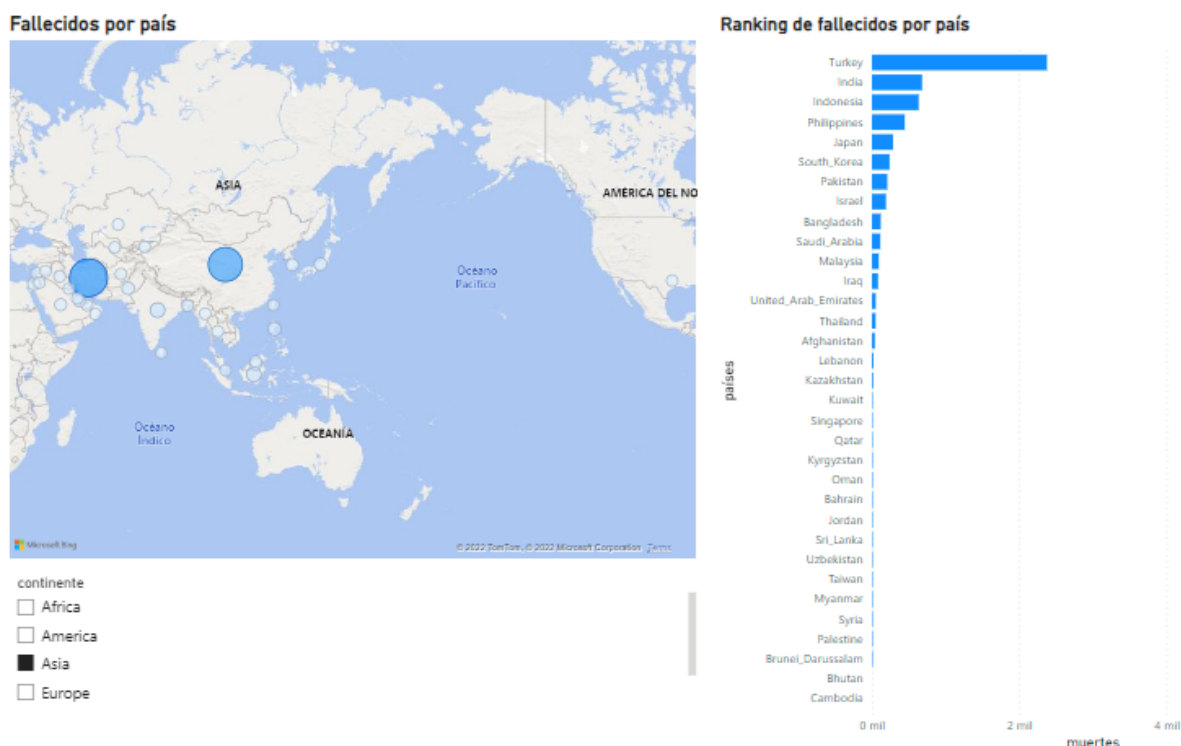 Fallecidos por país
ASIA
AMÉRICA DEL NO
Océano
Pacífico
Océano
Índico
OCEANÍA
Microsoft Bing
© 2022 TomTom, © 2022 Microsoft Corporation Terms
continente
Africa
America
Asia
Europe
Ranking de fallecidos por país
países
Turkey
India
Indonesia
Philippines
Japan
South_Korea
Pakistan
Israel
Bangladesh
Saudi_Arabia
Malaysia
Iraq
United_Arab_Emirates
Thailand
Afghanistan
Lebanon
Kazakhstan
Kuwait
Singapore
Qatar
Kyrgyzstan
Oman
Bahrain
Jordan
Sri_Lanka
Uzbekistan
Taiwan
Myanmar
Syria
Palestine
Brunei_Darussalam
Bhutan
Cambodia
0 mil 2 mil 4 mil
muertes